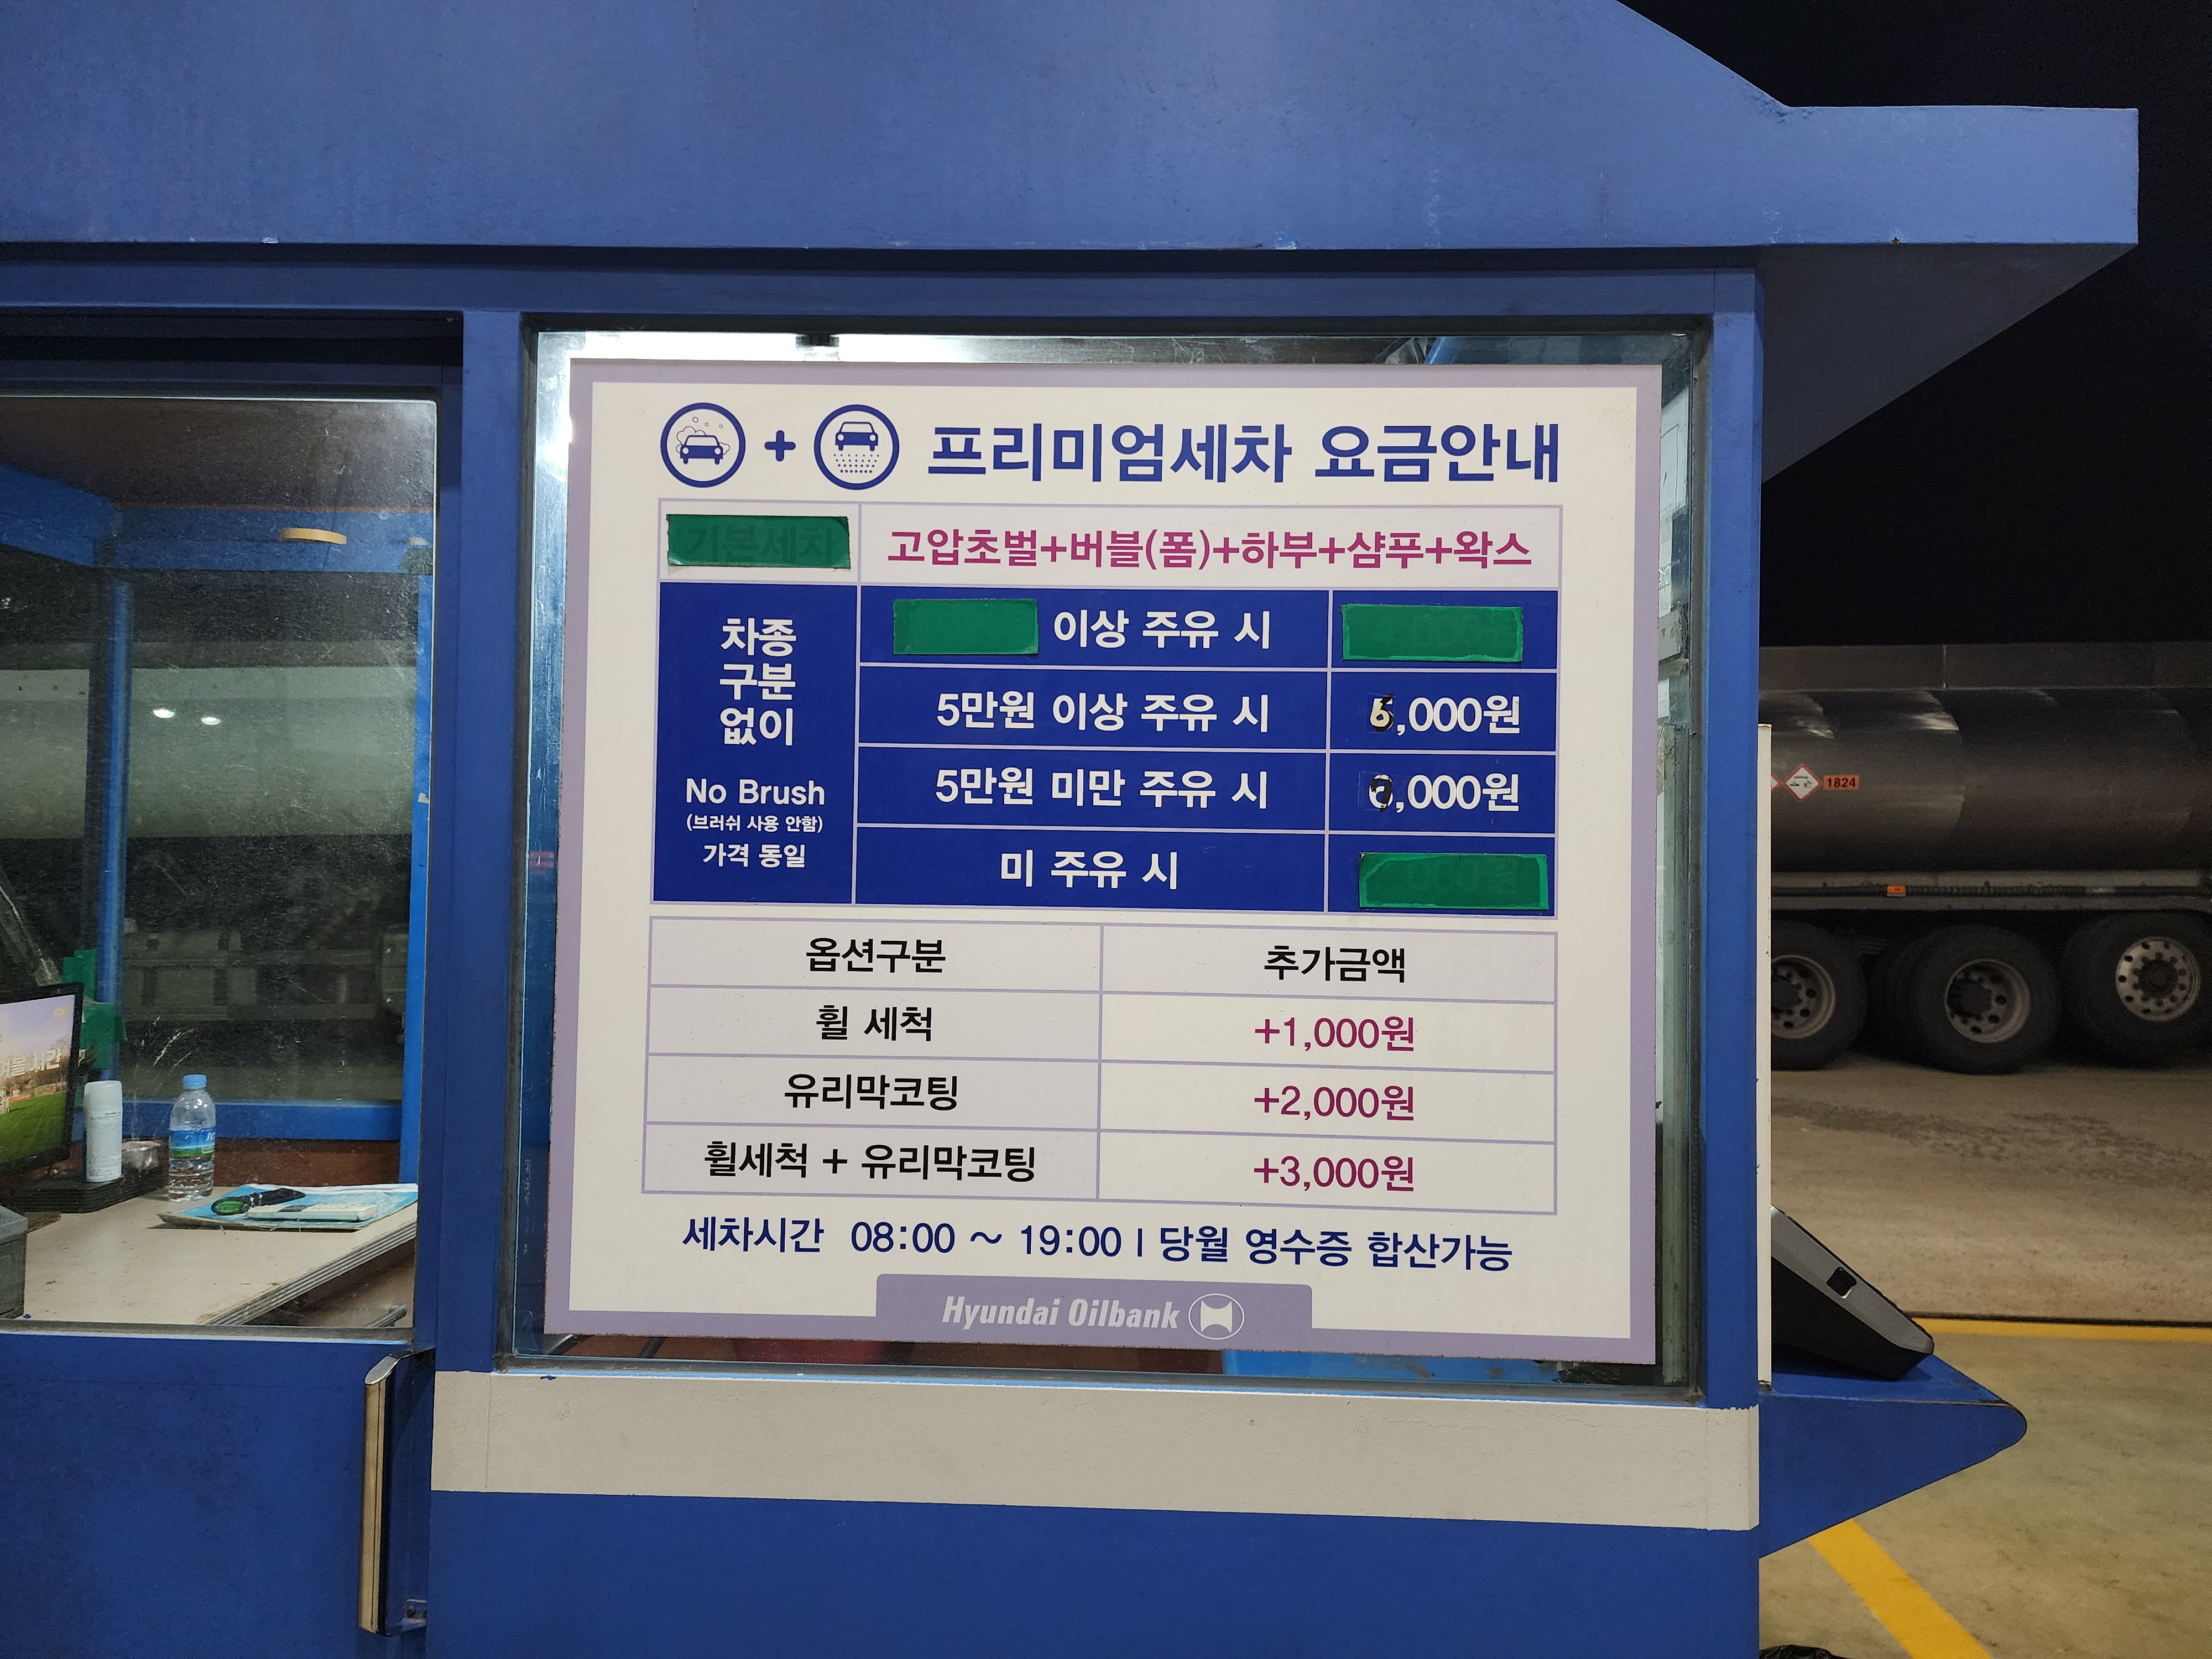 프리미엄세차 요금안내
기본세차
고압초벌+버블(폼)+하부+샴푸+왁스
차종
구분
없이
No Brush
(브러쉬 사용 안함)
가격 동일
이상 주유 시
5만원 이상 주유 시
6,000원
5만원 미만 주유 시
,000원
미 주유 시
옵션구분
추가금액
휠 세척
+1,000원
유리막코팅
+2,000원
휠세척 + 유리막코팅
+3,000원
세차시간 08:00 ~ 19:00 | 당월 영수증 합산가능
Hyundai Oilbank
1824